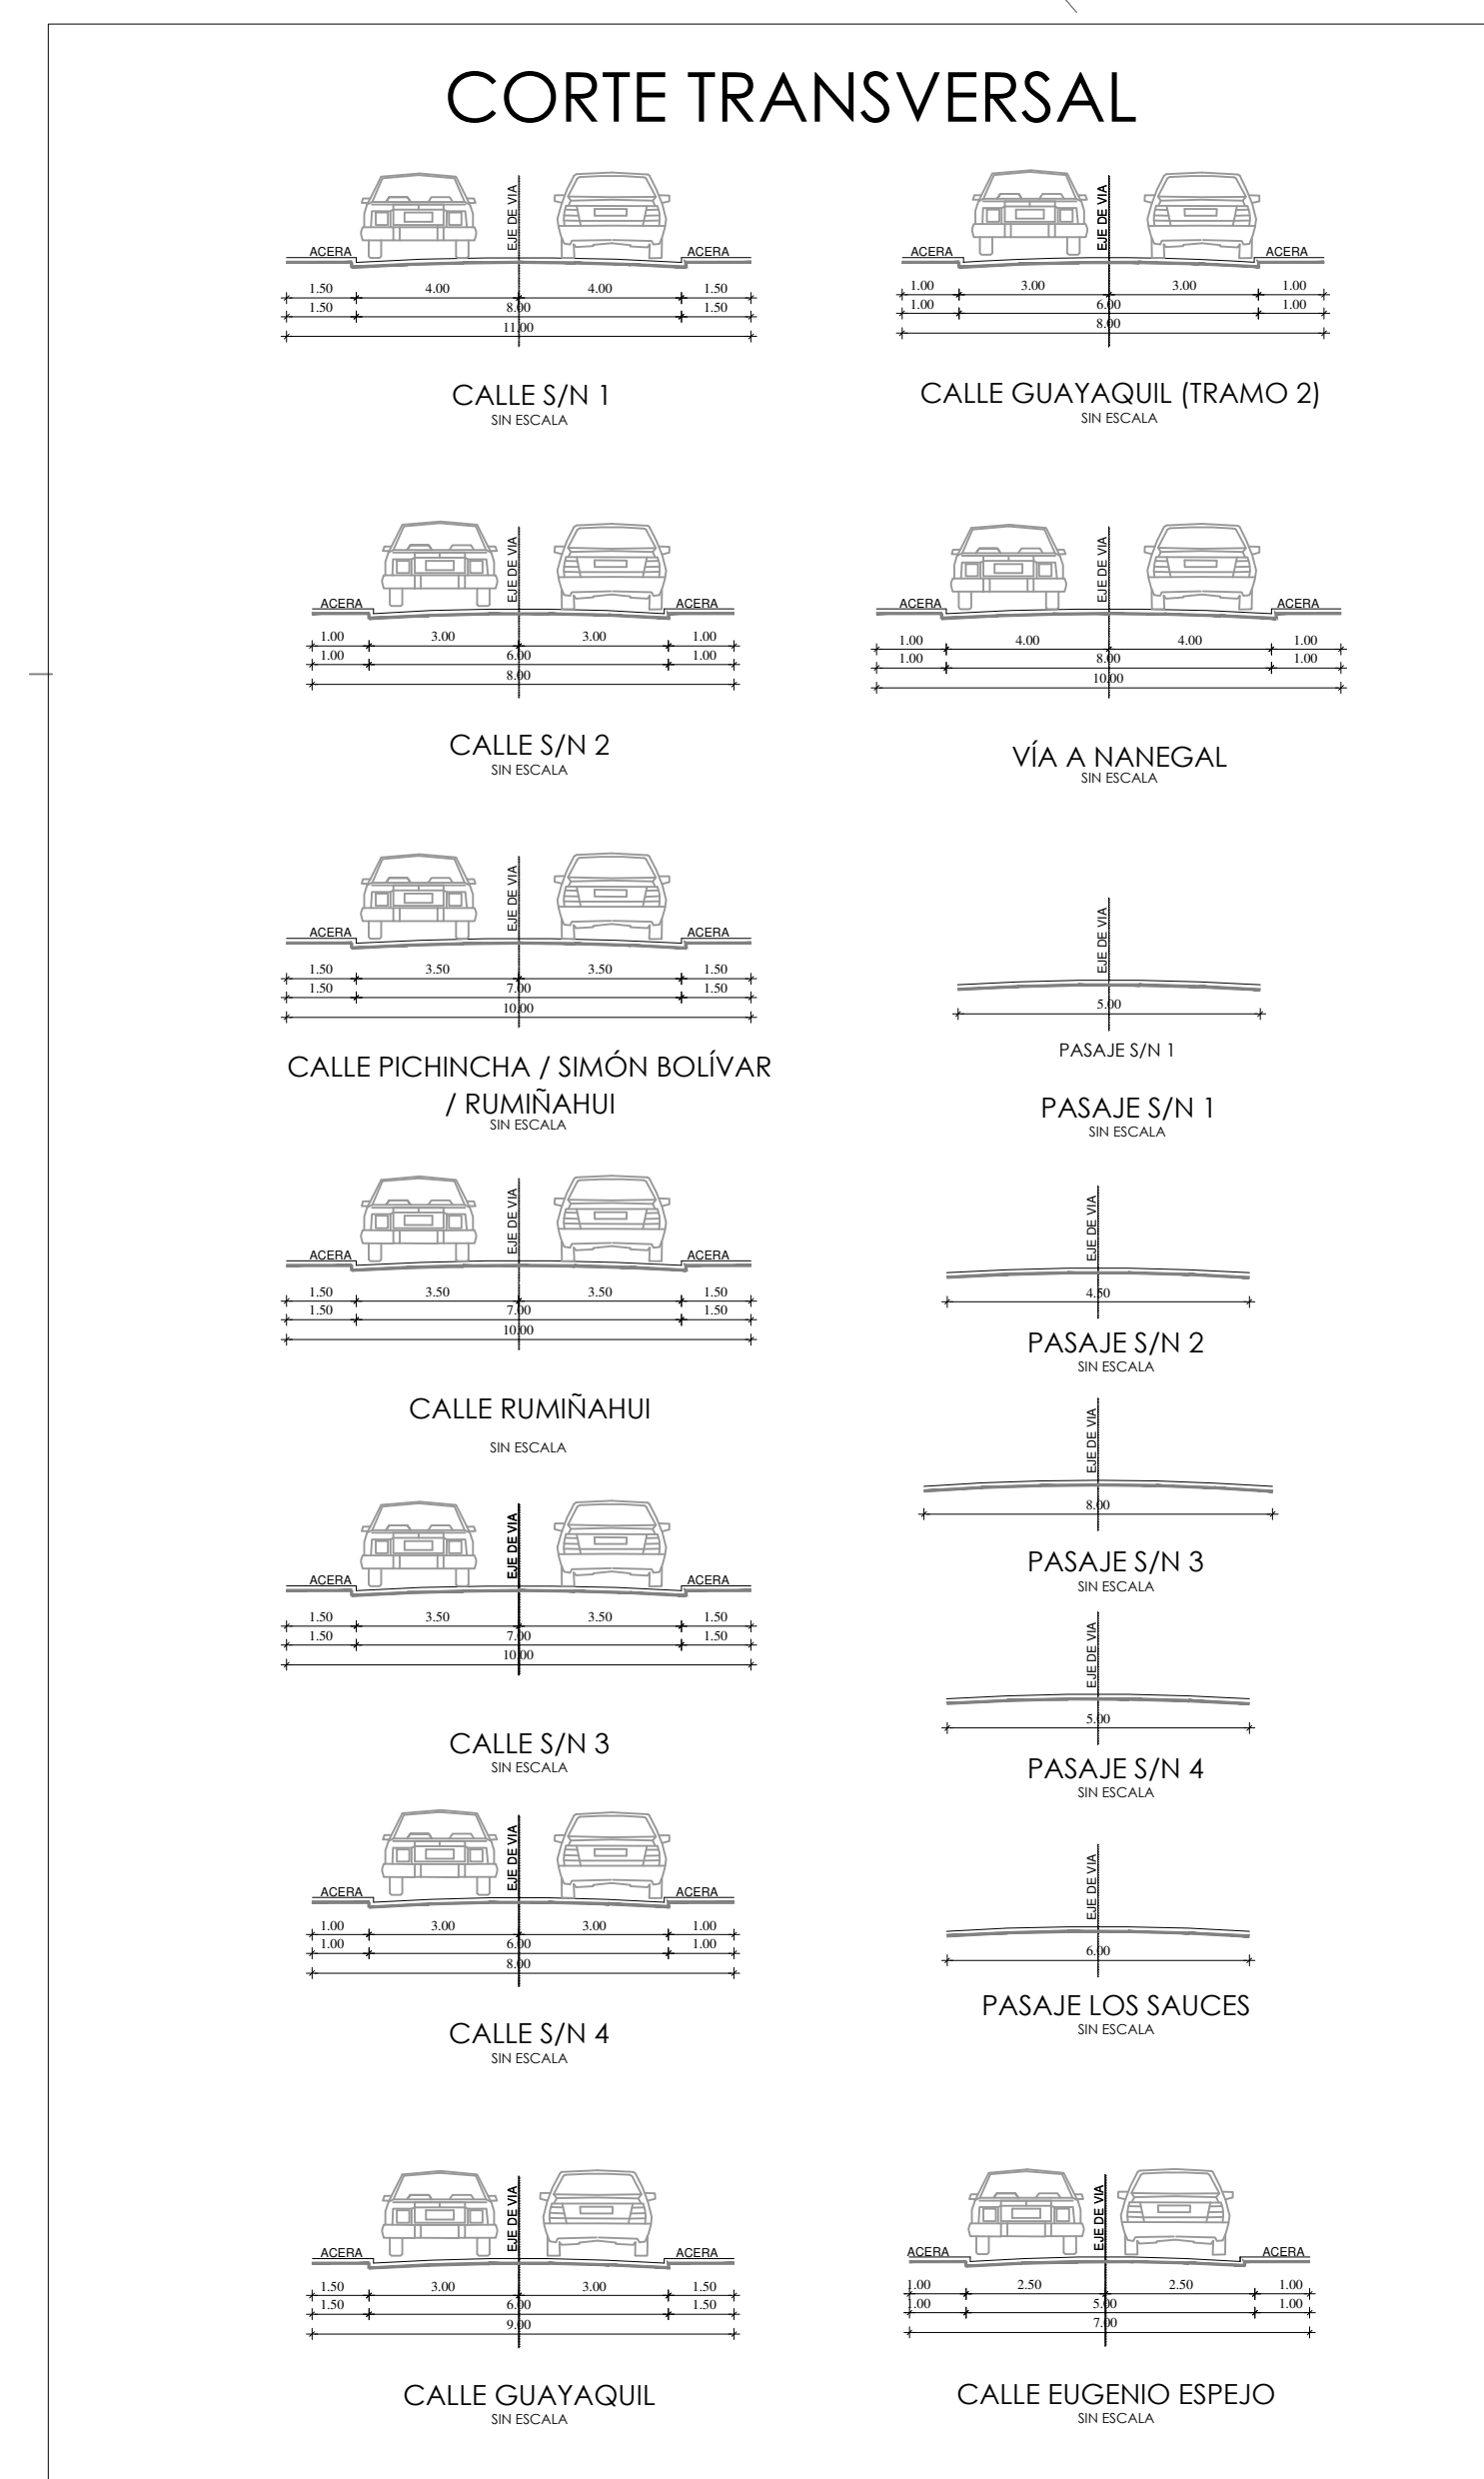 CORTE TRANSVERSAL
EJE DE VIA
ACERA ACERA
1.50 4.00 4.00 1.50
1.50 8.00 1.50
11.00
CALLE S/N 1
SIN ESCALA
EJE DE VIA
ACERA ACERA
1.00 3.00 3.00 1.00
1.00 6.00 1.00
8.00
CALLE GUAYAQUIL (TRAMO 2)
SIN ESCALA
EJE DE VIA
ACERA ACERA
1.00 3.00 3.00 1.00
1.00 6.00 1.00
8.00
CALLE S/N 2
SIN ESCALA
EJE DE VIA
ACERA ACERA
1.00 4.00 4.00 1.00
1.00 8.00 1.00
10.00
VÍA A NANEGAL
SIN ESCALA
EJE DE VIA
ACERA ACERA
1.50 3.50 3.50 1.50
1.50 7.00 1.50
10.00
CALLE PICHINCHA / SIMÓN BOLÍVAR
/ RUMIÑAHUI
SIN ESCALA
EJE DE VIA
5.00
PASAJE S/N 1
PASAJE S/N 1
SIN ESCALA
EJE DE VIA
ACERA ACERA
1.50 3.50 3.50 1.50
1.50 7.00 1.50
10.00
CALLE RUMIÑAHUI
SIN ESCALA
EJE DE VIA
4.50
PASAJE S/N 2
SIN ESCALA
EJE DE VIA
8.00
PASAJE S/N 3
SIN ESCALA
EJE DE VIA
ACERA ACERA
1.50 3.50 3.50 1.50
1.50 7.00 1.50
10.00
CALLE S/N 3
SIN ESCALA
EJE DE VIA
5.00
PASAJE S/N 4
SIN ESCALA
EJE DE VIA
ACERA ACERA
1.00 3.00 3.00 1.00
1.00 6.00 1.00
8.00
CALLE S/N 4
SIN ESCALA
EJE DE VIA
6.00
PASAJE LOS SAUCES
SIN ESCALA
EJE DE VIA
ACERA ACERA
1.50 3.00 3.00 1.50
1.50 6.00 1.50
9.00
CALLE GUAYAQUIL
SIN ESCALA
EJE DE VIA
ACERA ACERA
1.00 2.50 2.50 1.00
1.00 5.00 1.00
7.00
CALLE EUGENIO ESPEJO
SIN ESCALA